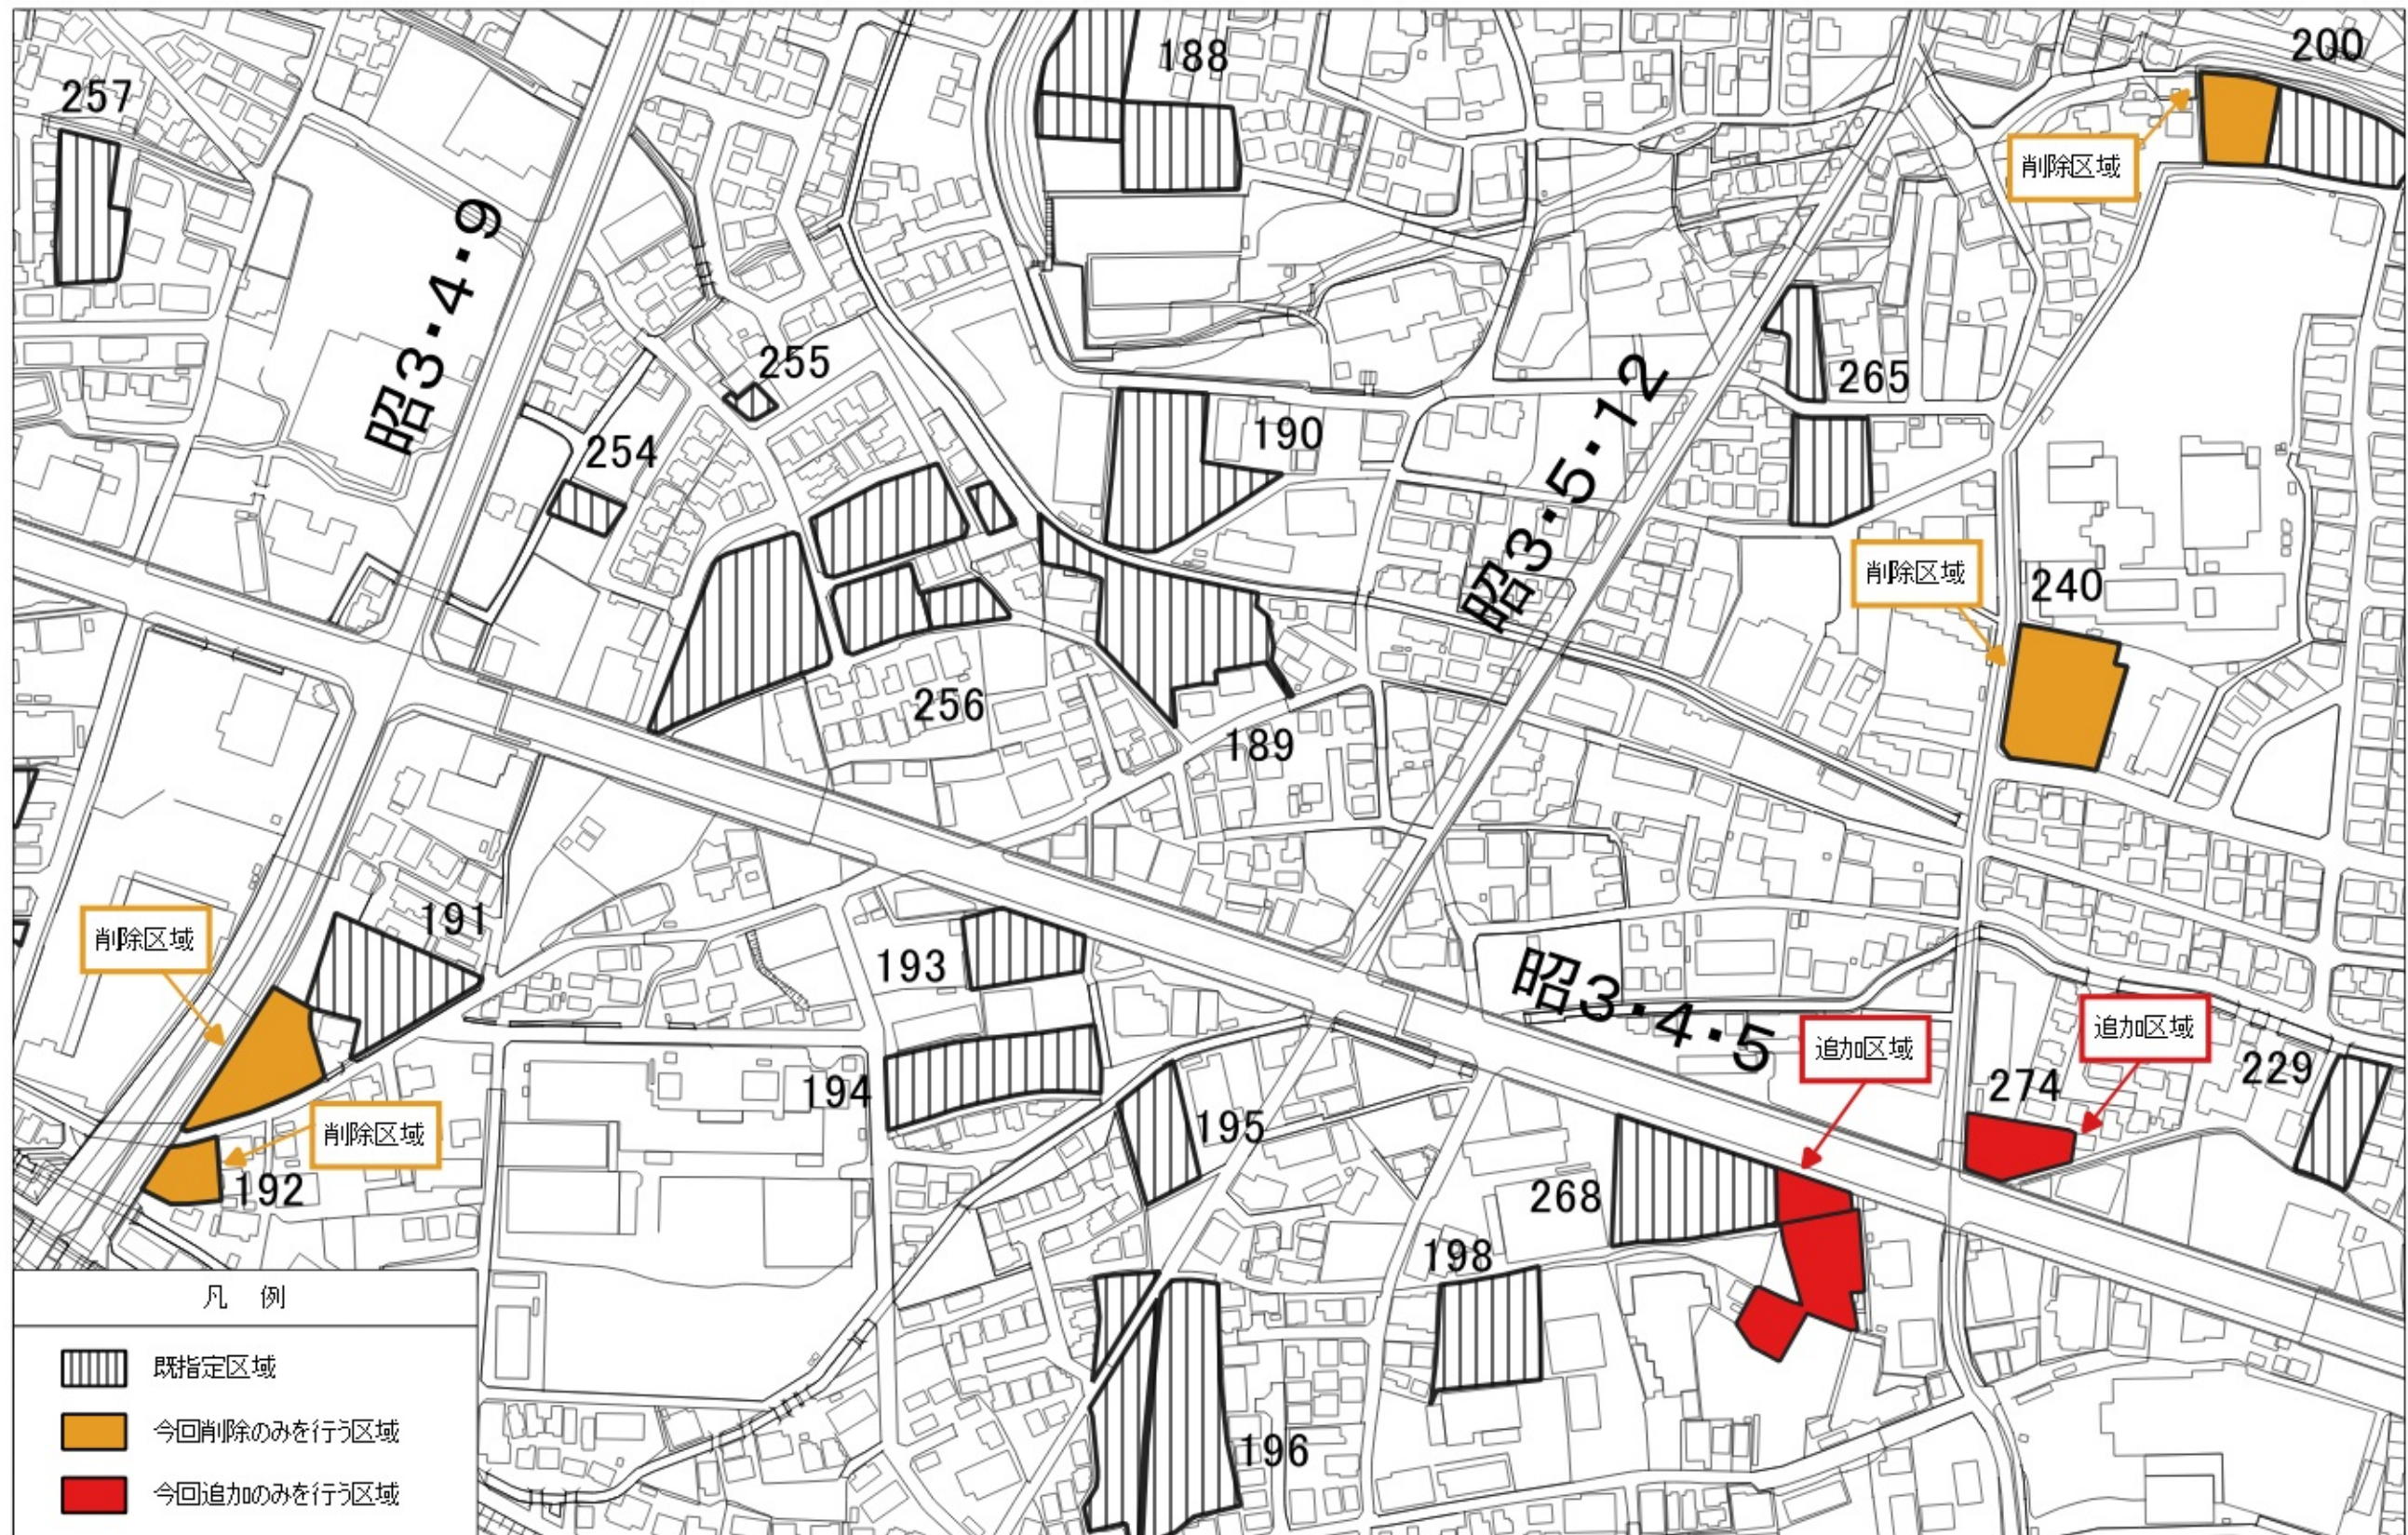 188
200
257
削除区域
昭3・4・9
255
265
254
190
昭3・5・12
削除区域
240
256
189
191
削除区域
193
昭3・4・5
追加区域
追加区域
274
229
194
195
削除区域
192
268
198
196
凡 例
既指定区域
今回削除のみを行う区域
今回追加のみを行う区域